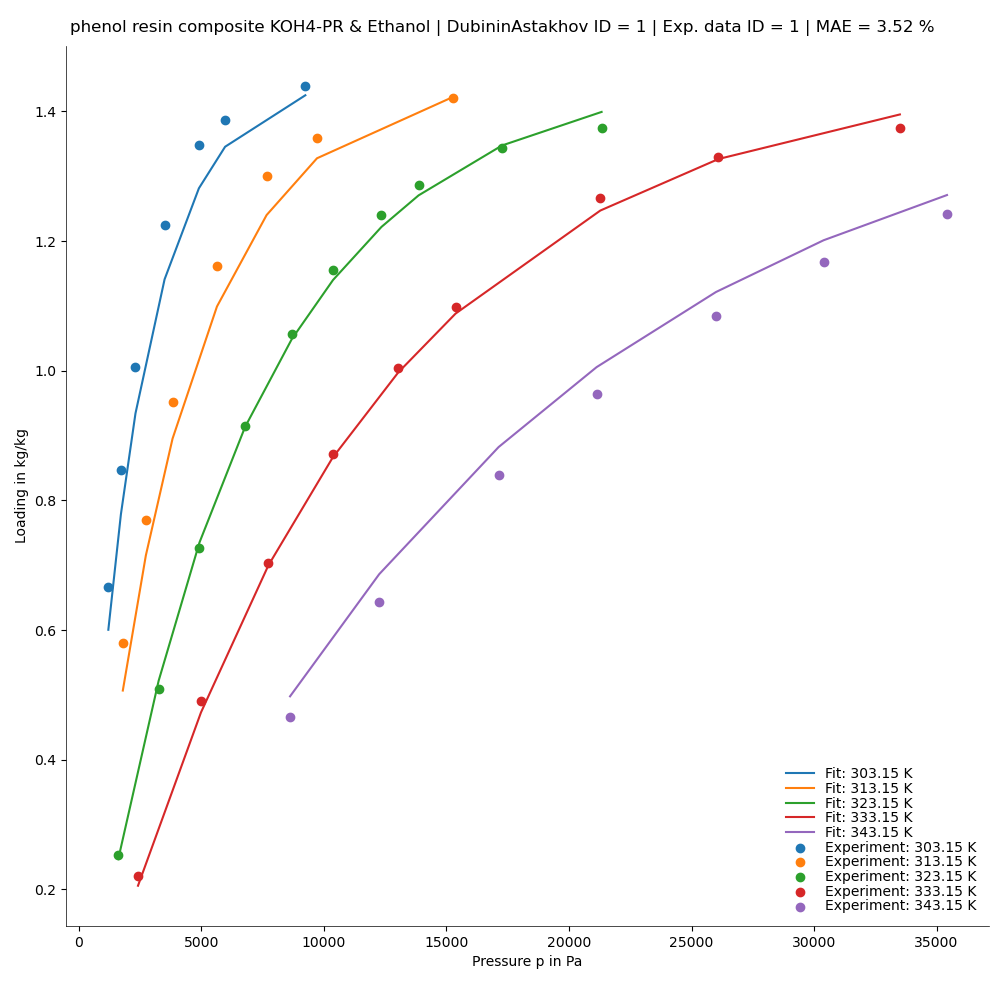 phenol resin composite KOH4-PR & Ethanol | DubininAstakhov ID = 1 | Exp. data ID = 1 | MAE = 3.52 %
1.4
1.2
1.0
0.8
0.6
0.4
0.2
Loading in kg/kg
Fit: 303.15 K
Fit: 313.15 K
Fit: 323.15 K
Fit: 333.15 K
Fit: 343.15 K
Experiment: 303.15 K
Experiment: 313.15 K
Experiment: 323.15 K
Experiment: 333.15 K
Experiment: 343.15 K
0 5000 10000 15000 20000 25000 30000 35000
Pressure p in Pa